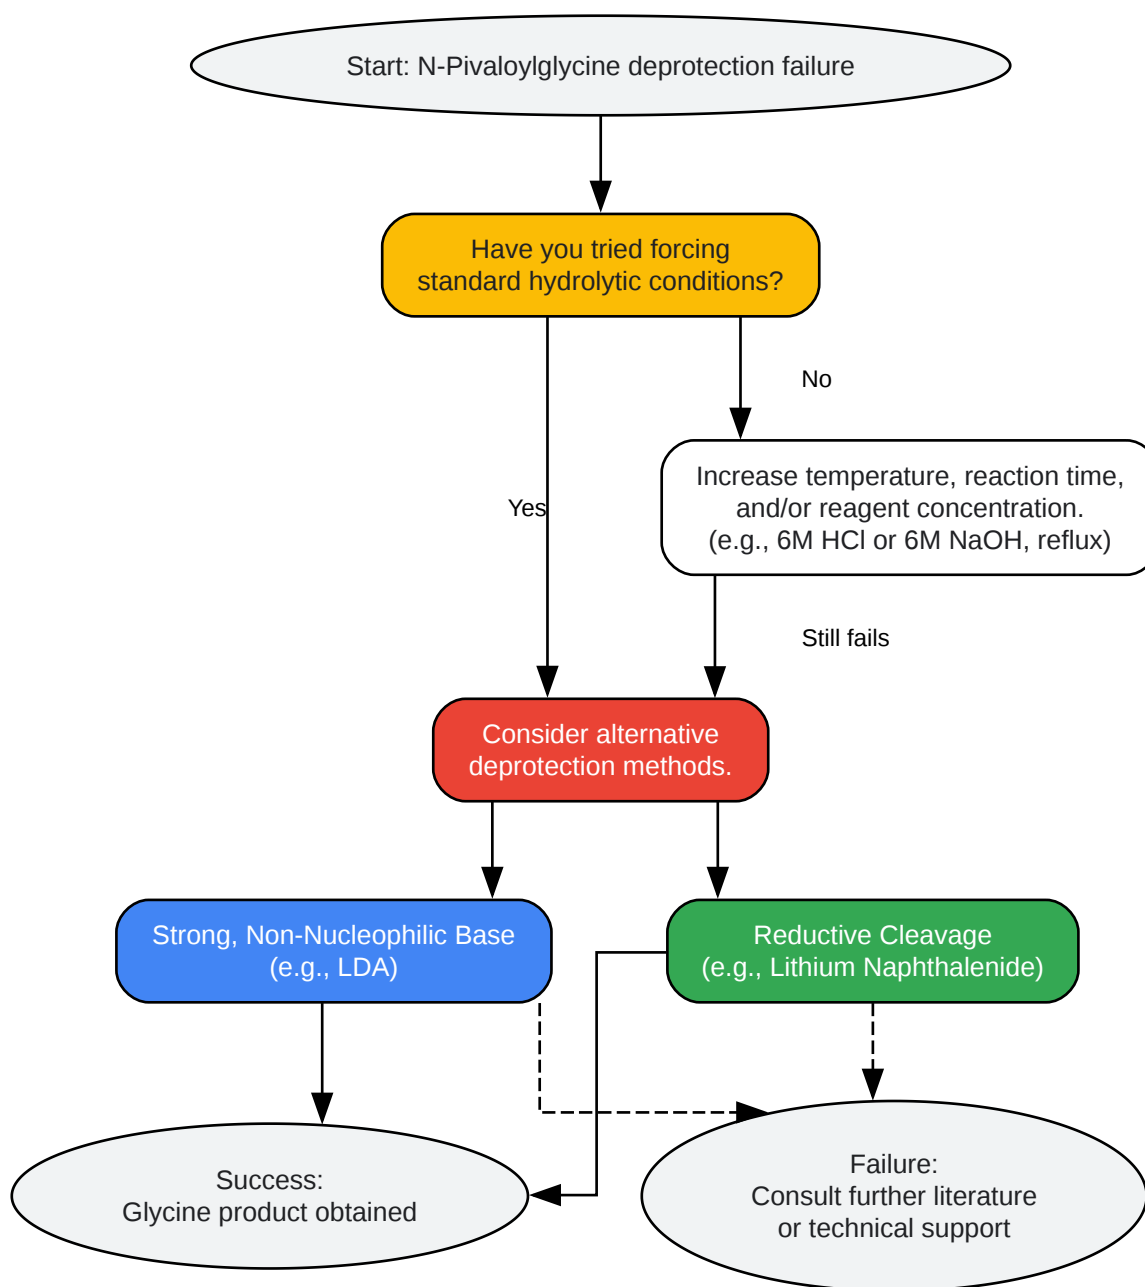 Start: N-Pivaloylglycine deprotection failure
Have you tried forcing
standard hydrolytic conditions?
No
Increase temperature, reaction time,
and/or reagent concentration.
(e.g., 6M HCl or 6M NaOH, reflux)
Yes
Still fails
Consider alternative
deprotection methods.
Strong, Non-Nucleophilic Base
(e.g., LDA)
Reductive Cleavage
(e.g., Lithium Naphthalenide)
Success:
Glycine product obtained
Failure:
Consult further literature
or technical support